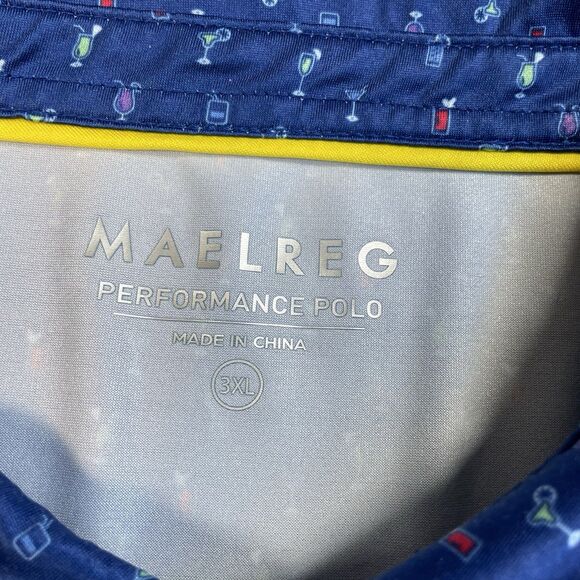 MAELREG
PERFORMANCE POLO
MADE IN CHINA
3XL